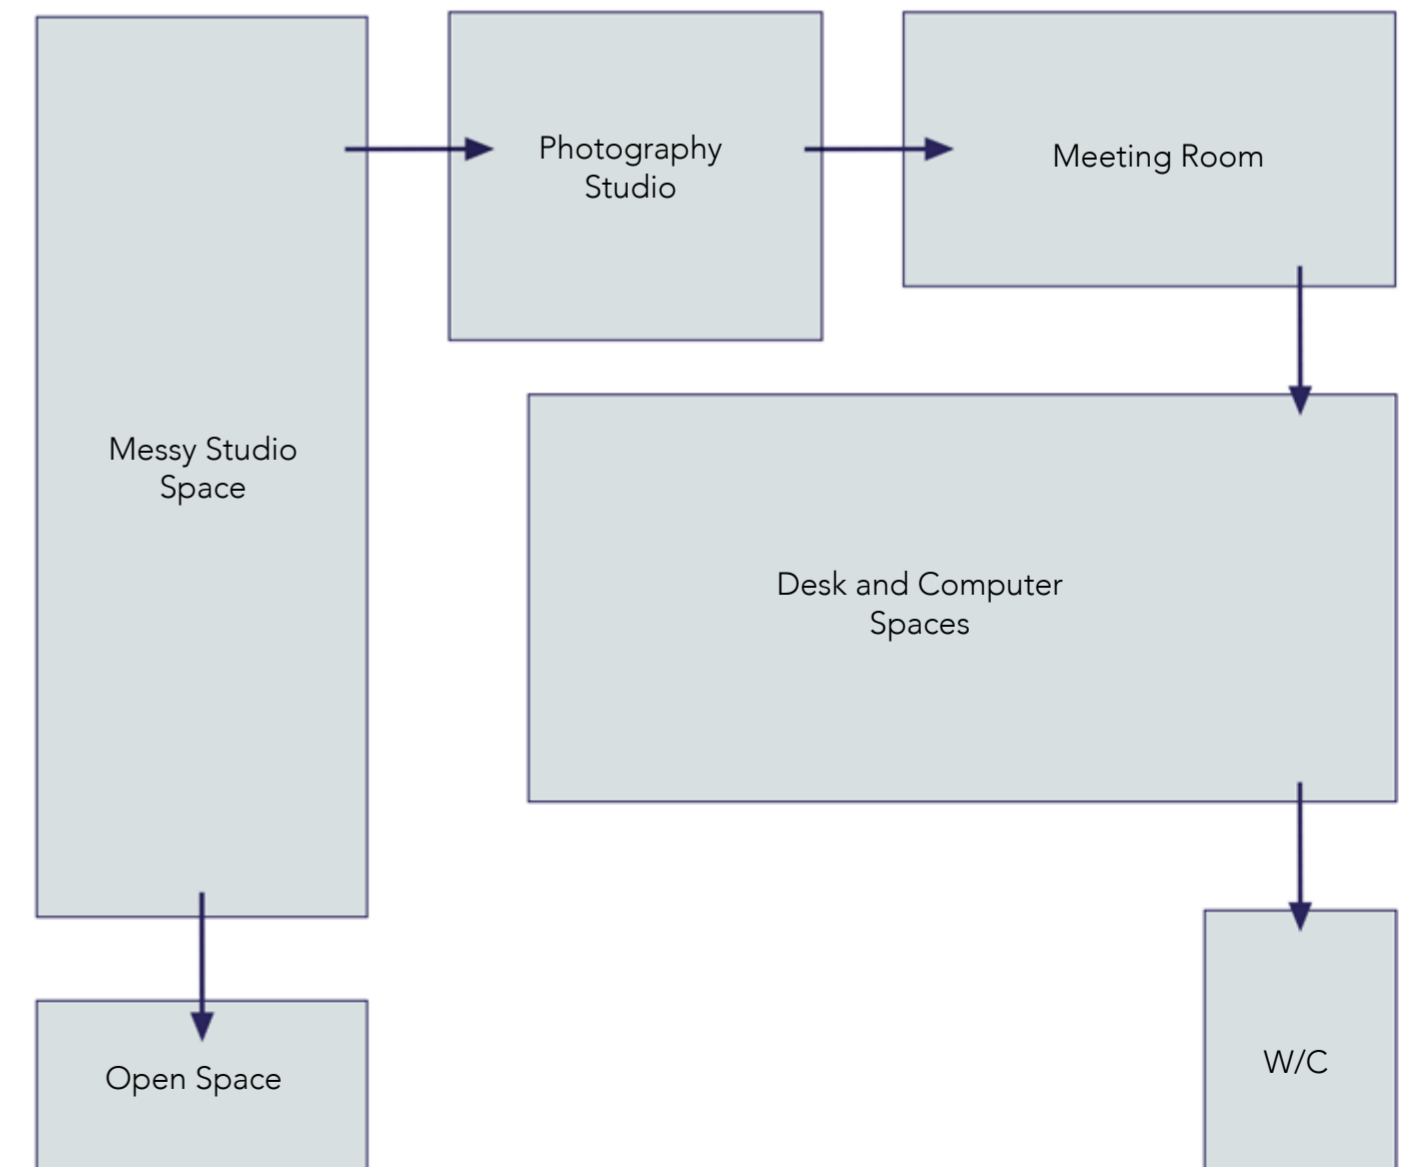 Photography
Studio
Meeting Room
Messy Studio
Space
Desk and Computer
Spaces
Open Space
W/C